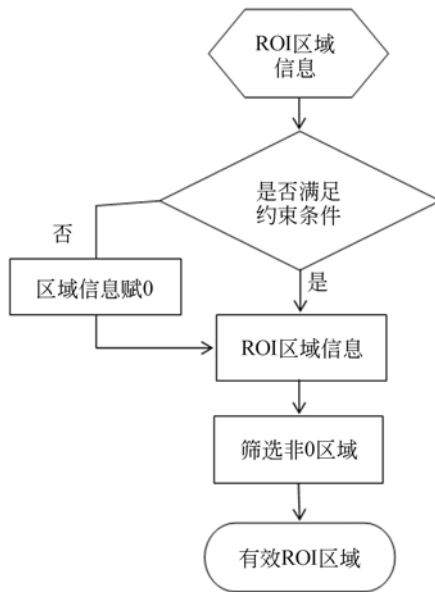 ROI区域
信息
是否满足
约束条件
否
是
区域信息赋0
ROI区域信息
筛选非0区域
有效ROI区域